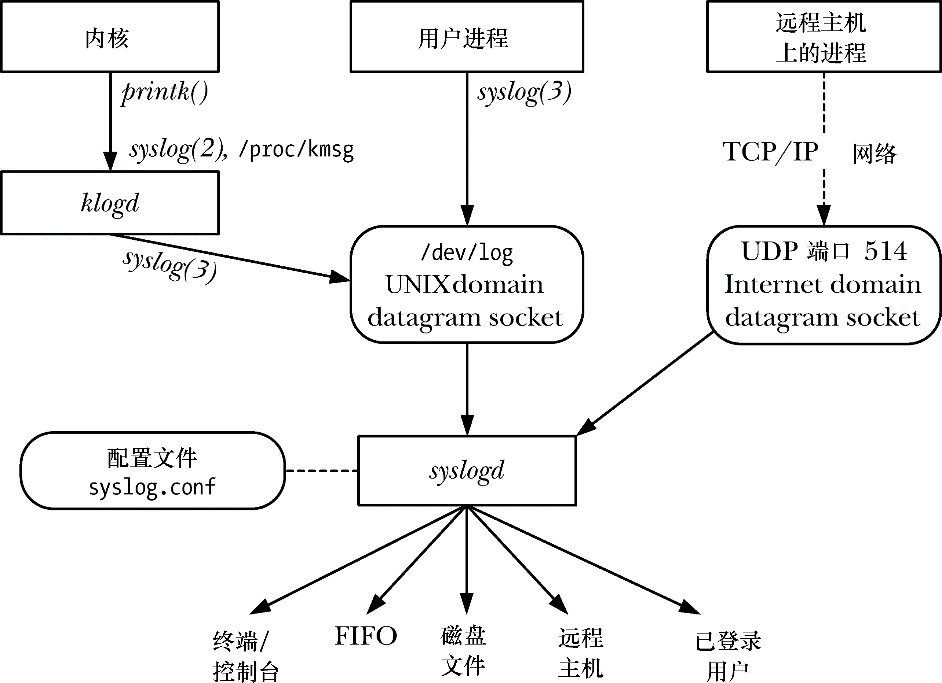 内核
用户进程
远程主机
上的进程
printk()
syslog(3)
syslog(2), /proc/kmsg
TCP/IP 网络
klogd
syslog(3)
/dev/log
UNIXdomain
datagram socket
UDP 端口 514
Internet domain
datagram socket
配置文件
syslog.conf
syslogd
终端/
控制台
FIFO
磁盘
文件
远程
主机
已登录
用户